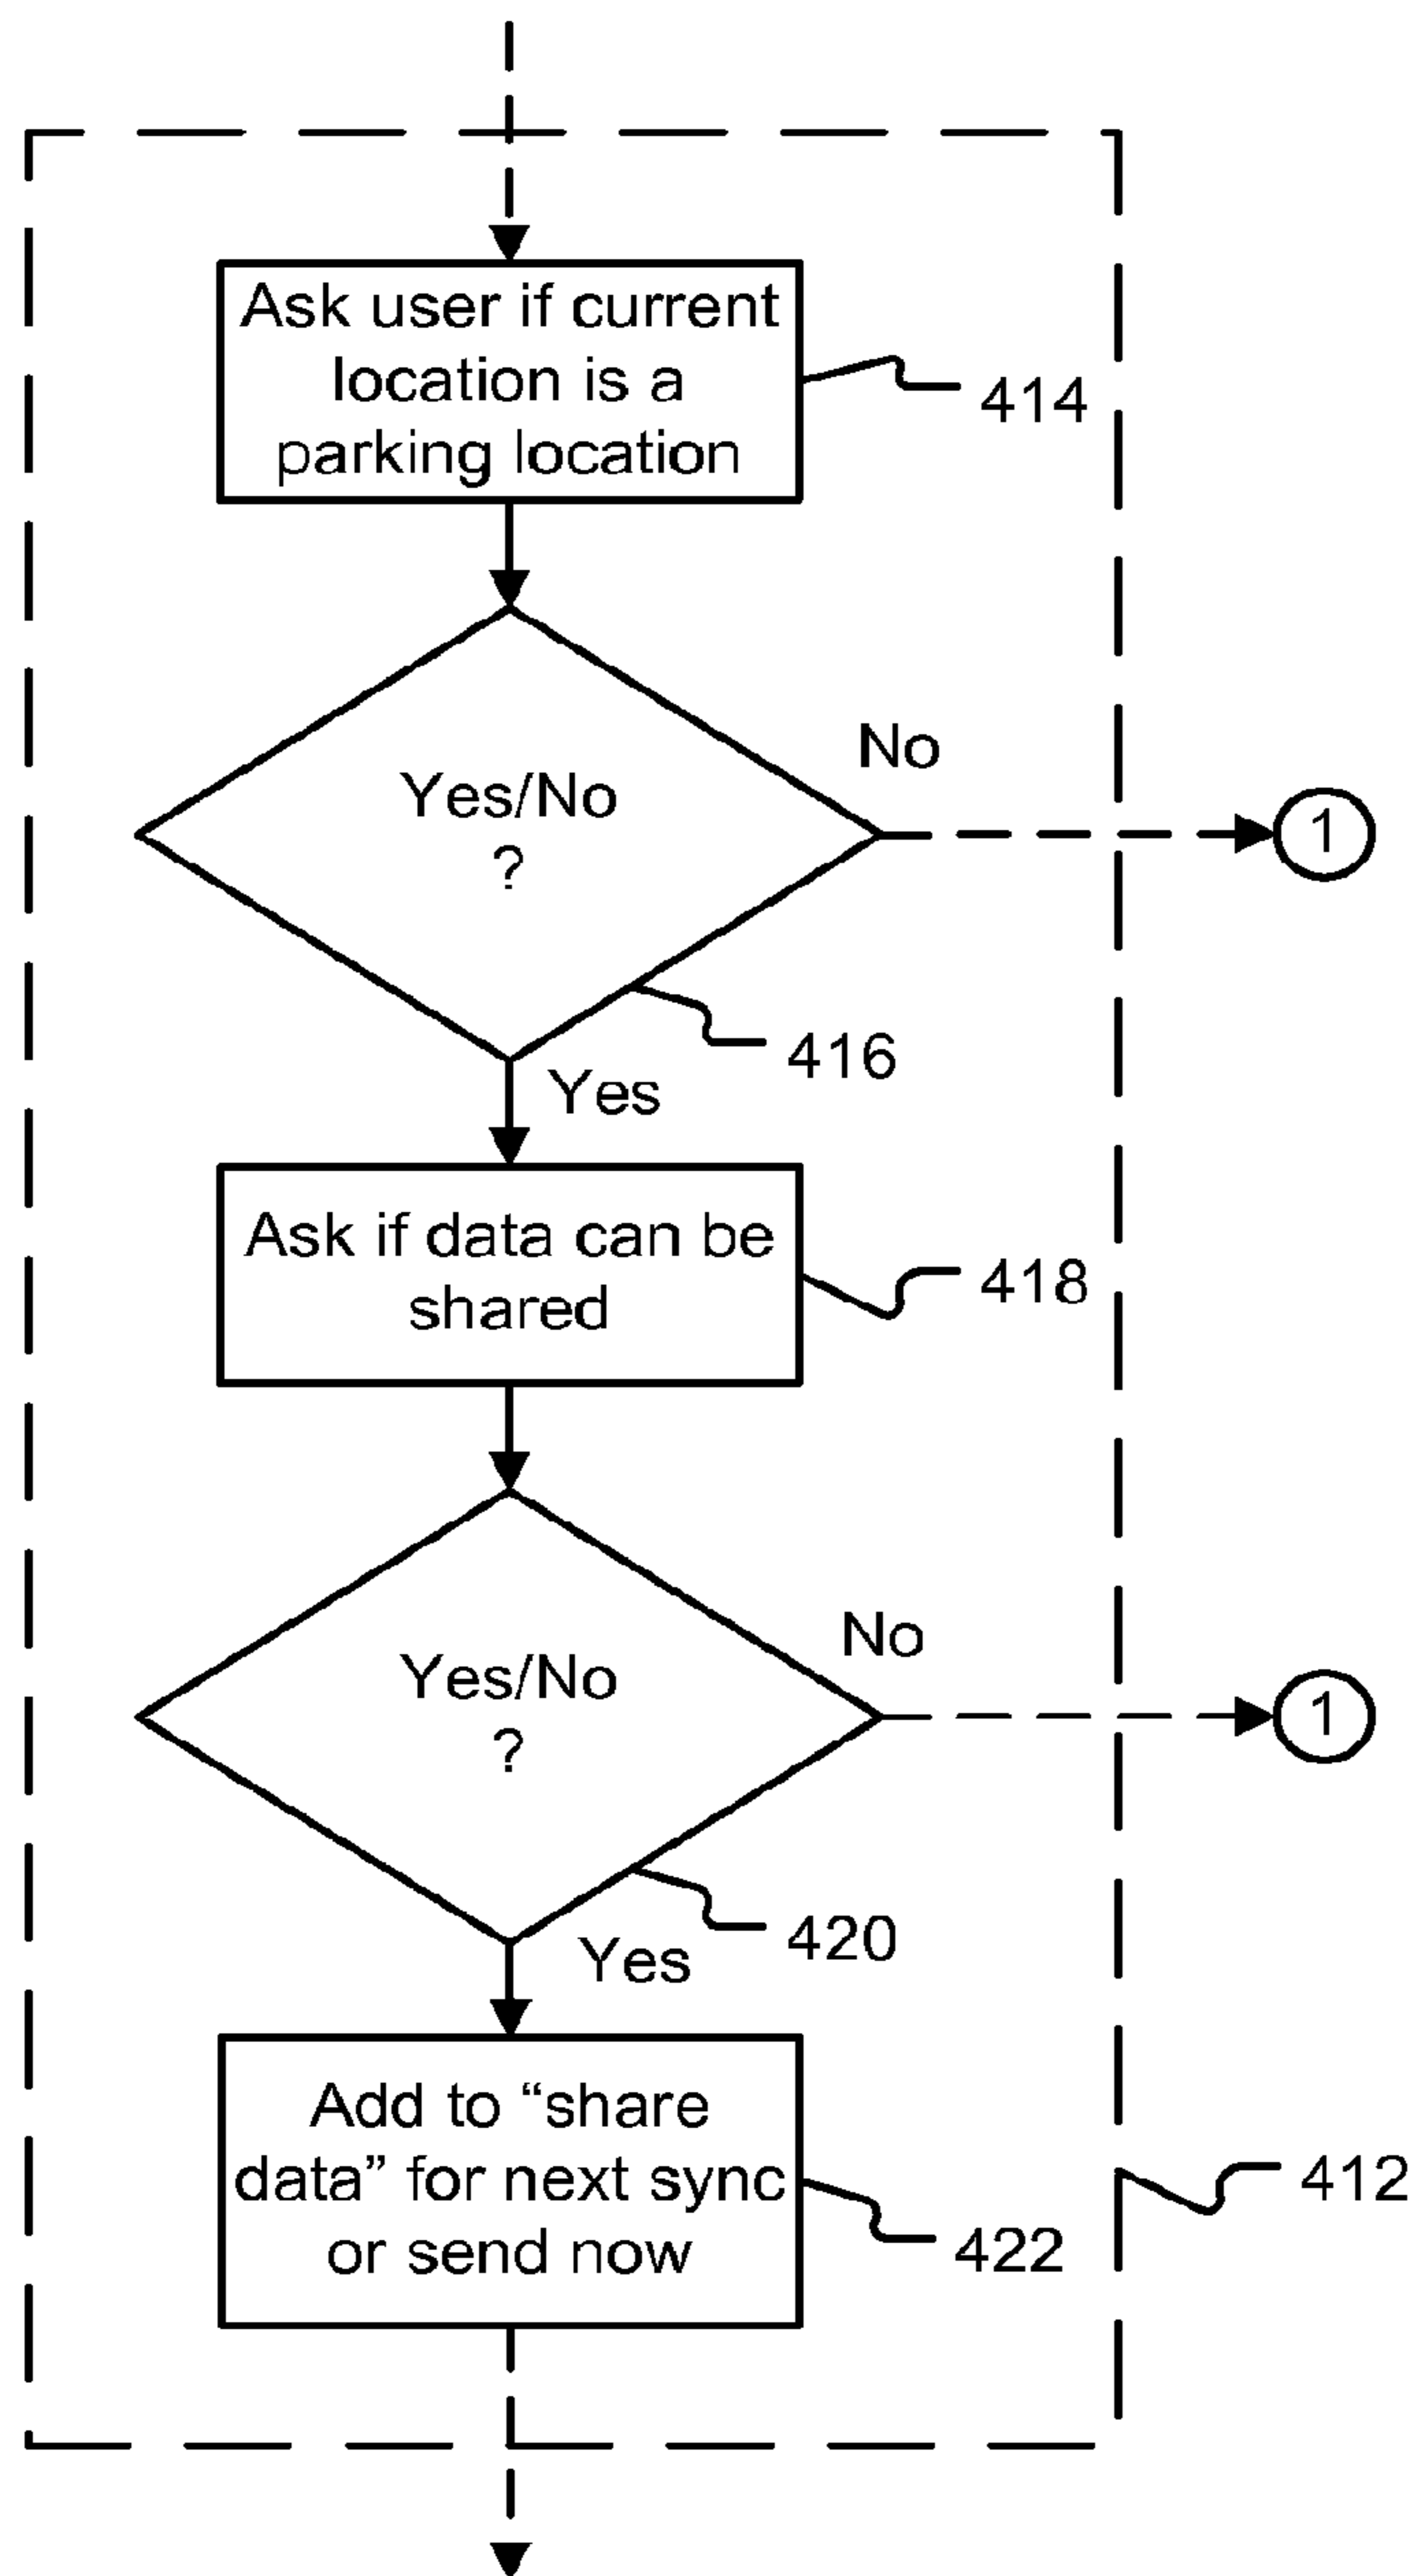 Ask user if current
location is a
parking location
414
No
Yes/No
?
1
416
Yes
Ask if data can be
shared
418
No
Yes/No
?
1
420
Yes
Add to “share
data” for next sync
or send now
412
422